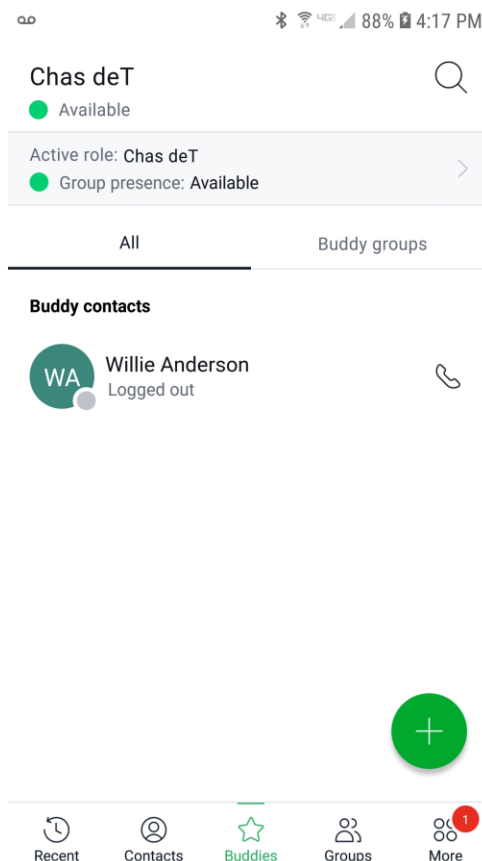 4GE 88% 4:17 PM
Chas deT
Available
Active role: Chas deT
Group presence: Available
All Buddy groups
Buddy contacts
WA Willie Anderson
Logged out
1
Recent Contacts Buddies Groups More